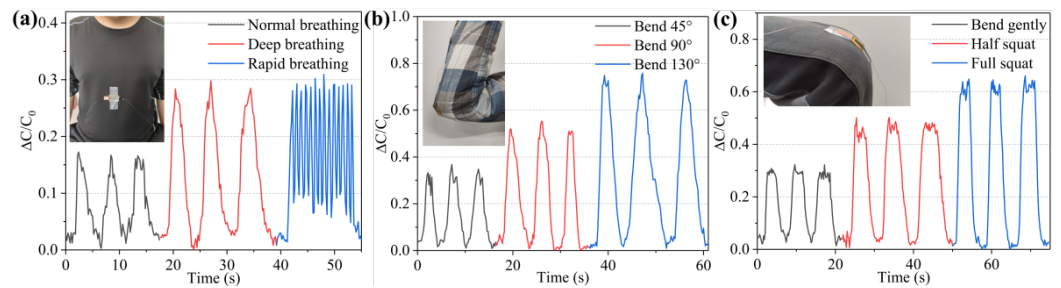 (a)
Normal breathing
Deep breathing
Rapid breathing
ΔC/C0
0.4
0.3
0.2
0.1
0.0
0
10
20
30
40
50
Time (s)
(b)
Bend 45°
Bend 90°
Bend 130°
ΔC/C0
1.0
0.8
0.6
0.4
0.2
0.0
0
20
40
60
Time (s)
(c)
Bend gently
Half squat
Full squat
ΔC/C0
0.8
0.6
0.4
0.2
0.0
0
20
40
60
Time (s)